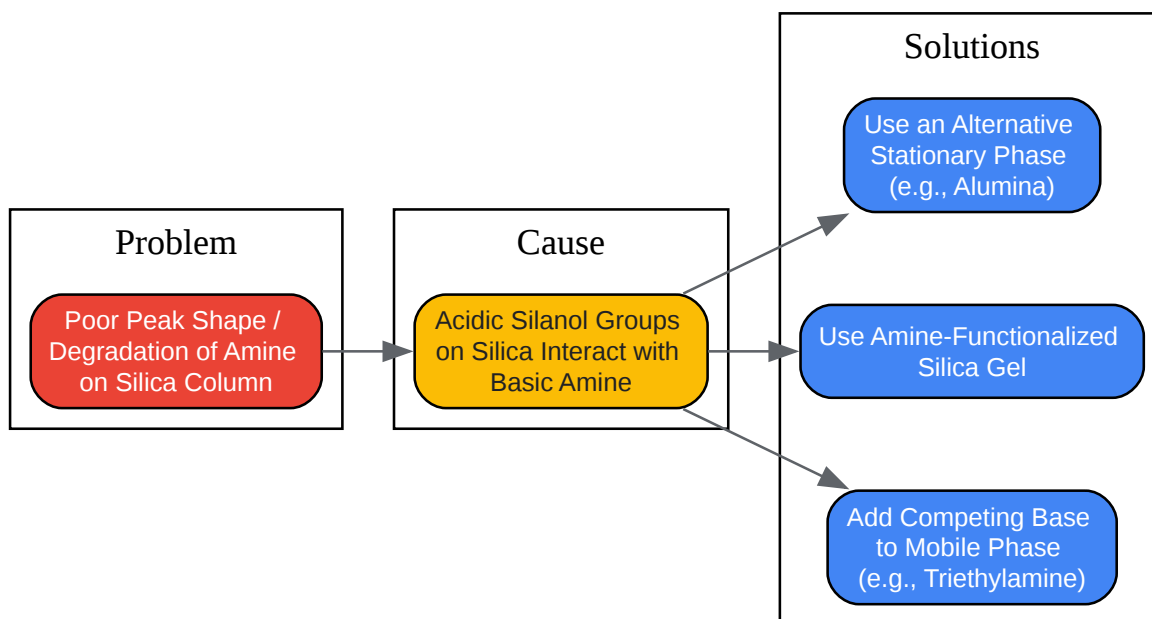 Problem
Poor Peak Shape /
Degradation of Amine
on Silica Column
Cause
Acidic Silanol Groups
on Silica Interact with
Basic Amine
Solutions
Use an Alternative
Stationary Phase
(e.g., Alumina)
Use Amine-Functionalized
Silica Gel
Add Competing Base
to Mobile Phase
(e.g., Triethylamine)